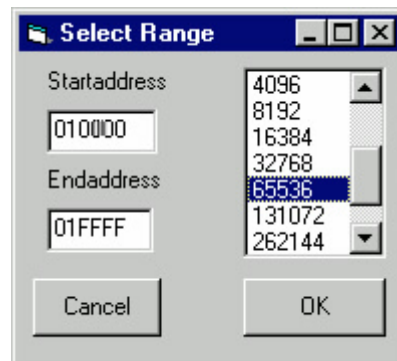 Select Range
Startaddress
010000
Endaddress
01FFFF
4096
8192
16384
32768
65536
131072
262144
Cancel
OK